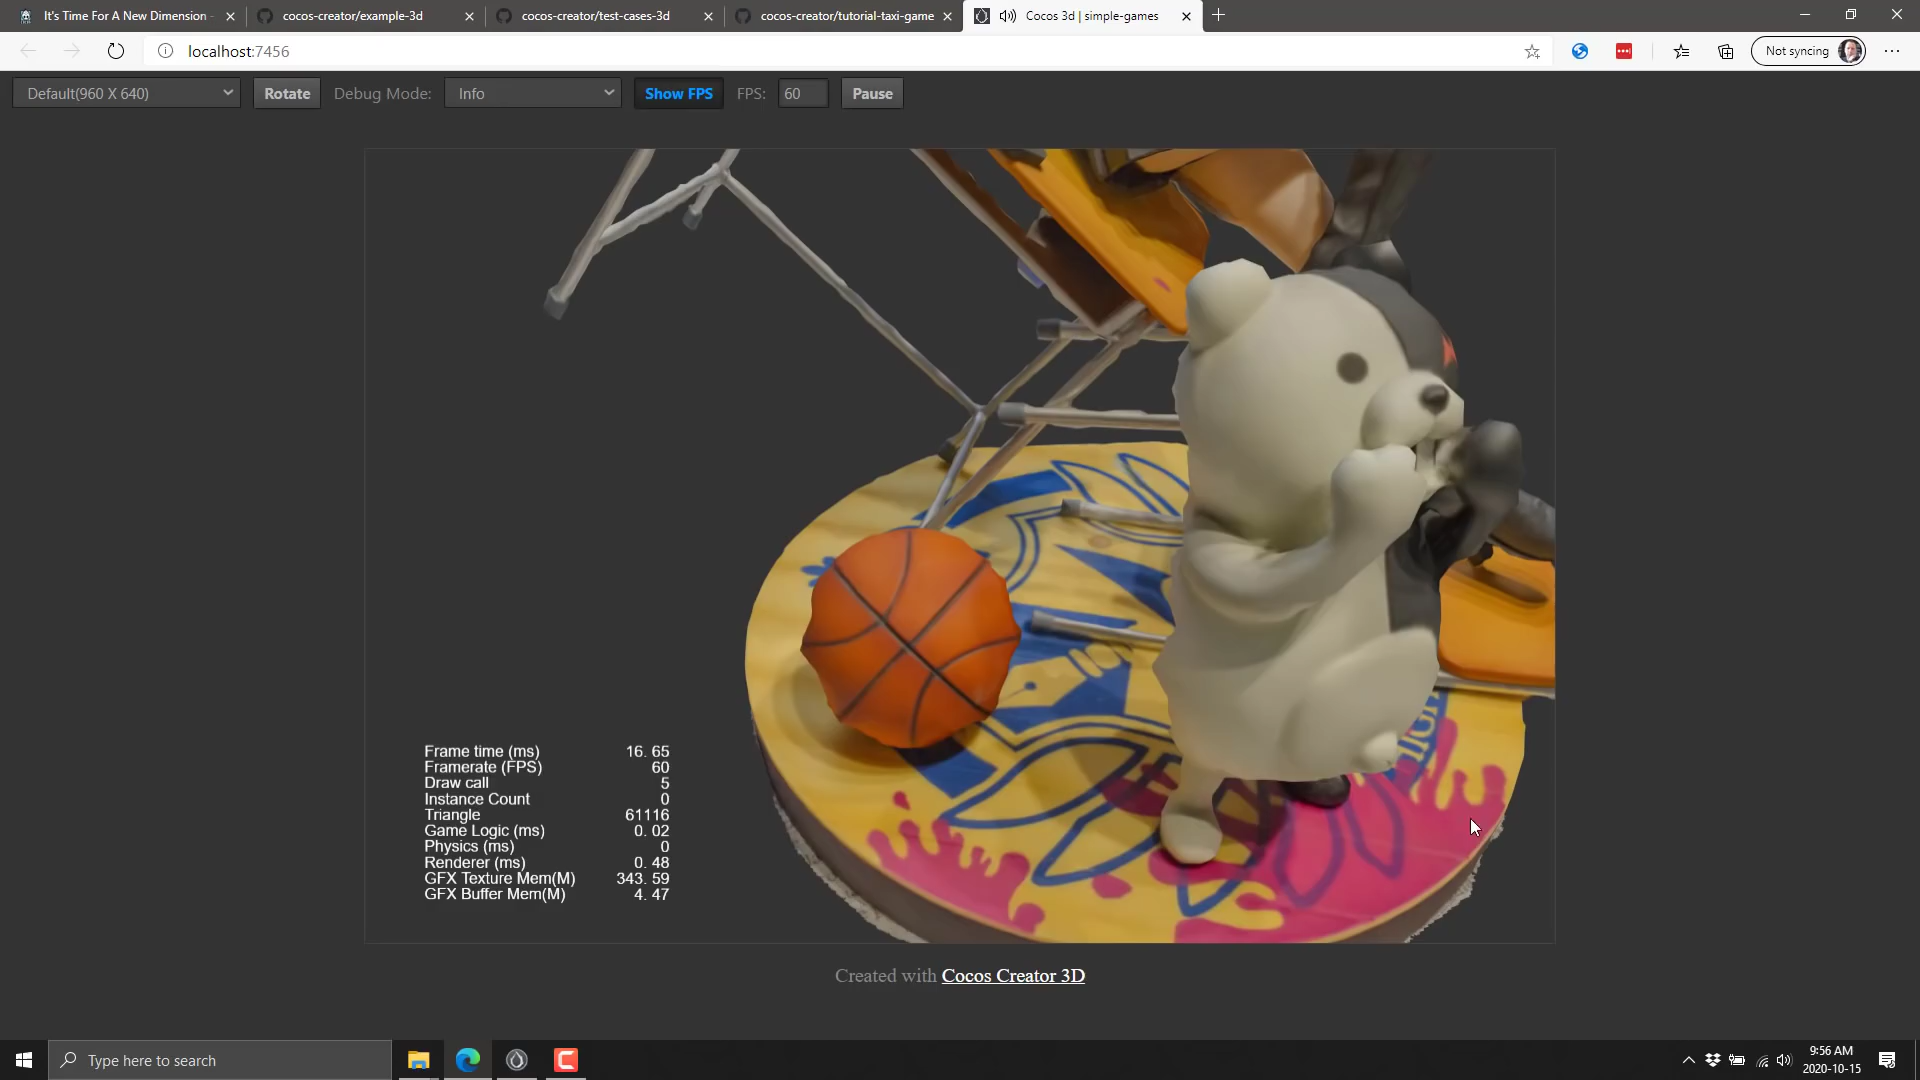 It's Time For A New Dimension
cocos-creator/example-3d
cocos-creator/test-cases-3d
cocos-creator/tutorial-taxi-game
Cocos 3d | simple-games
localhost:7456
Not syncing
Default(960 X 640)
Rotate
Debug Mode:
Info
Show FPS
FPS:
60
Pause
Frame time (ms) 16. 65
Framerate (FPS) 60
Draw call 5
Instance Count 0
Triangle 61116
Game Logic (ms) 0. 02
Physics (ms) 0
Renderer (ms) 0. 48
GFX Texture Mem(M) 343. 59
GFX Buffer Mem(M) 4. 47
Created with Cocos Creator 3D
Type here to search
9:56 AM
2020-10-15